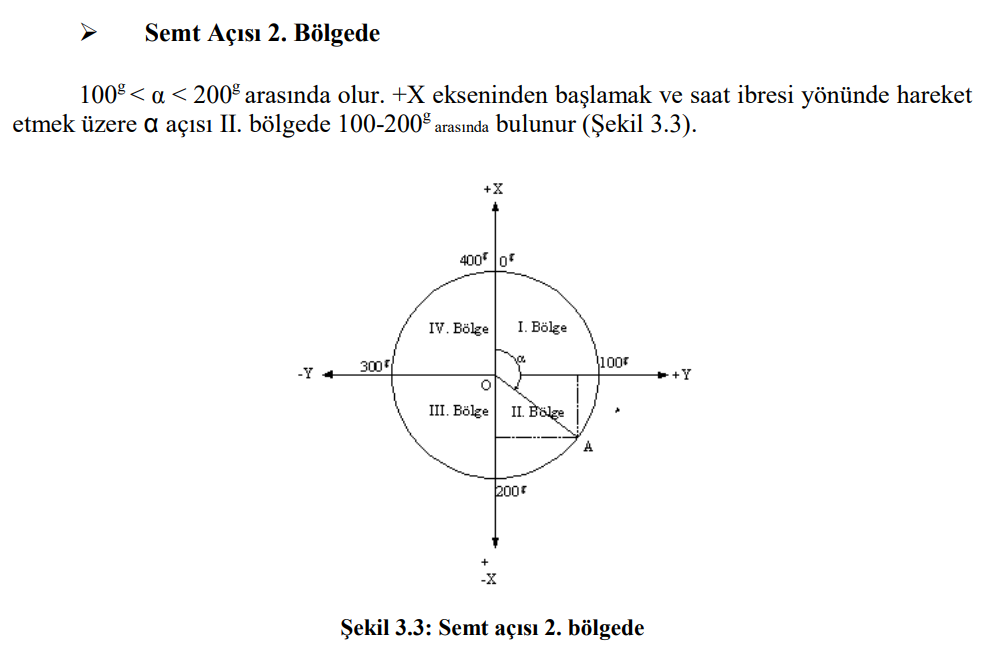 ➢ Semt Açısı 2. Bölgede
100g < α < 200g arasında olur. +X ekseninden başlamak ve saat ibresi yönünde hareket
etmek üzere α açısı II. bölgede 100-200g arasında bulunur (Şekil 3.3).
+X
400g 0g
IV. Bölge I. Bölge
α
-Y 300g 100g +Y
O
III. Bölge II. Bölge
A
200g
+
-X
Şekil 3.3: Semt açısı 2. bölgede